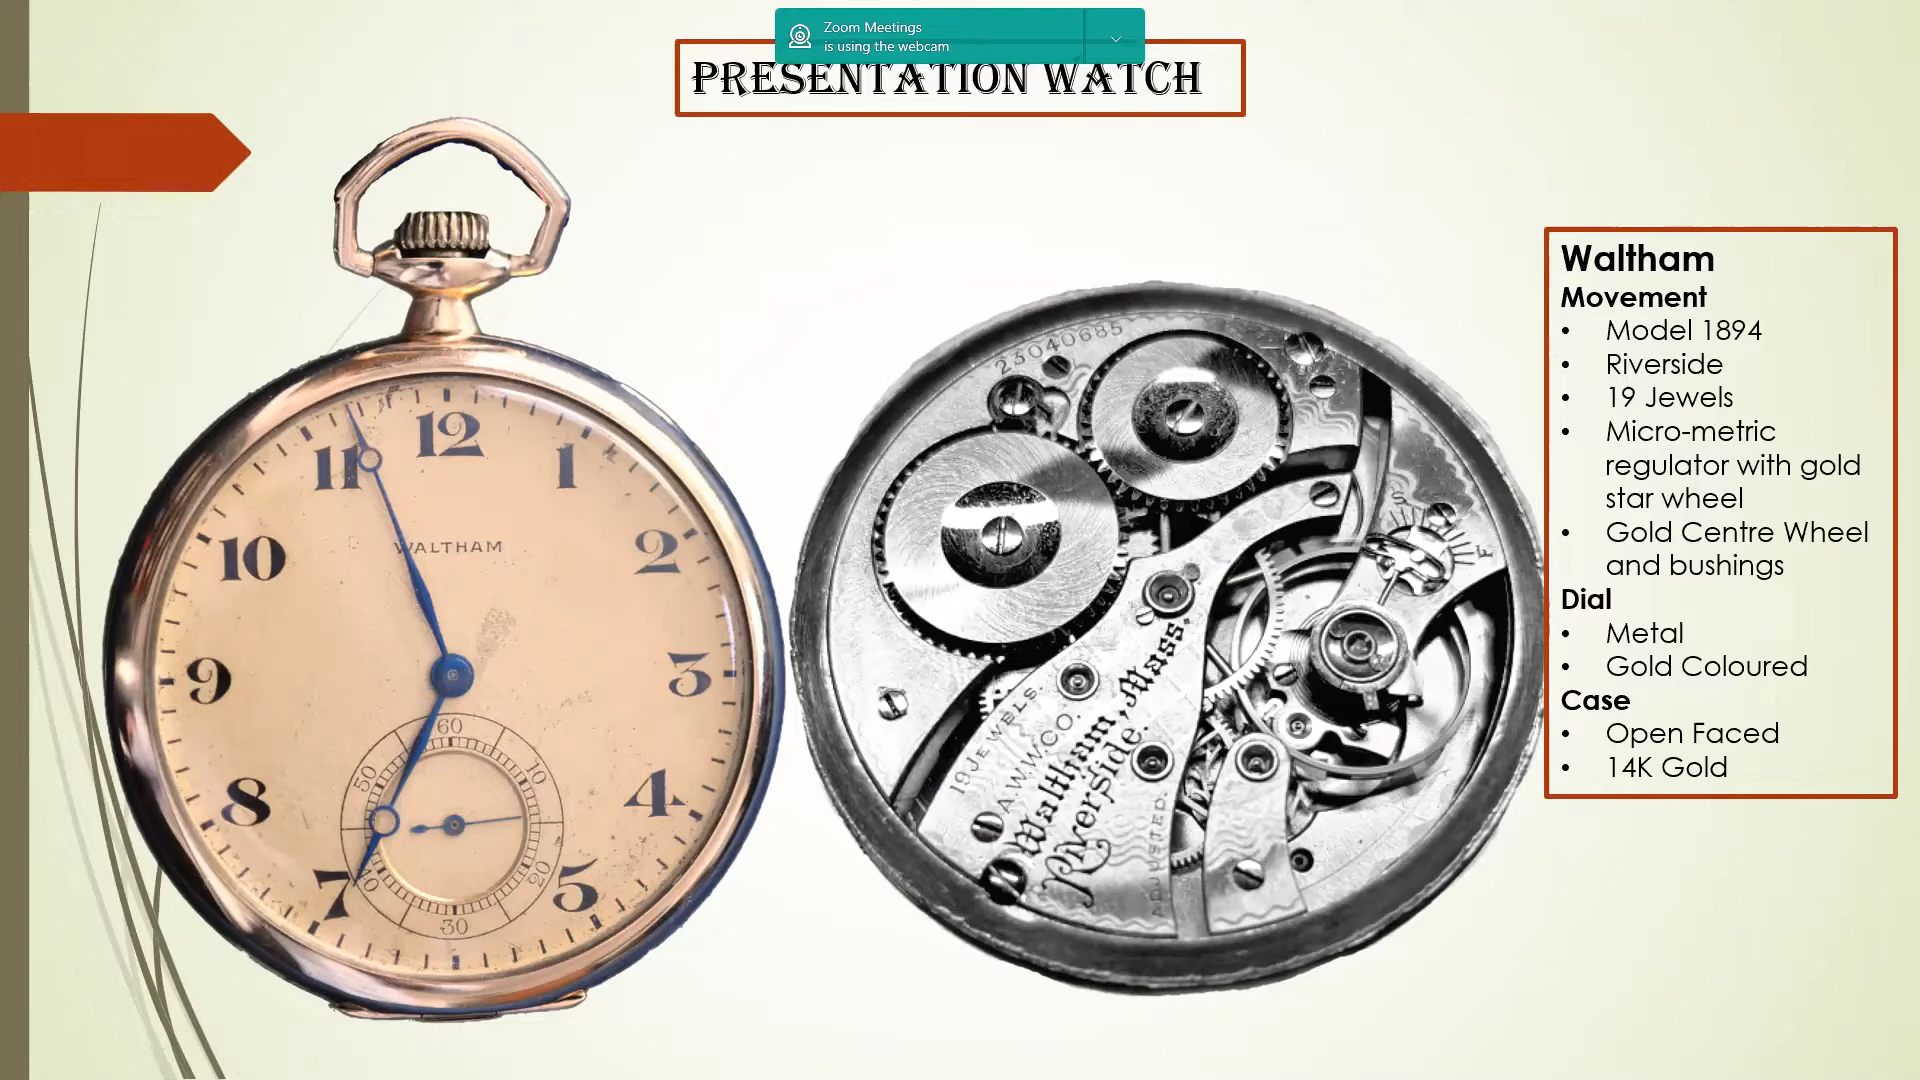 Zoom Meetings
is using the webcam
PRESENTATION WATCH
12
11
1
10
2
WALTHAM
9
3
8
4
7
5
60
50
10
40
20
30
23040685
S
F
19 JEWELS.
A.W.W.CO.
Waltham, Mass.
Riverside.
ADJUSTED.
Waltham
Movement
• Model 1894
• Riverside
• 19 Jewels
• Micro-metric
regulator with gold
star wheel
• Gold Centre Wheel
and bushings
Dial
• Metal
• Gold Coloured
Case
• Open Faced
• 14K Gold